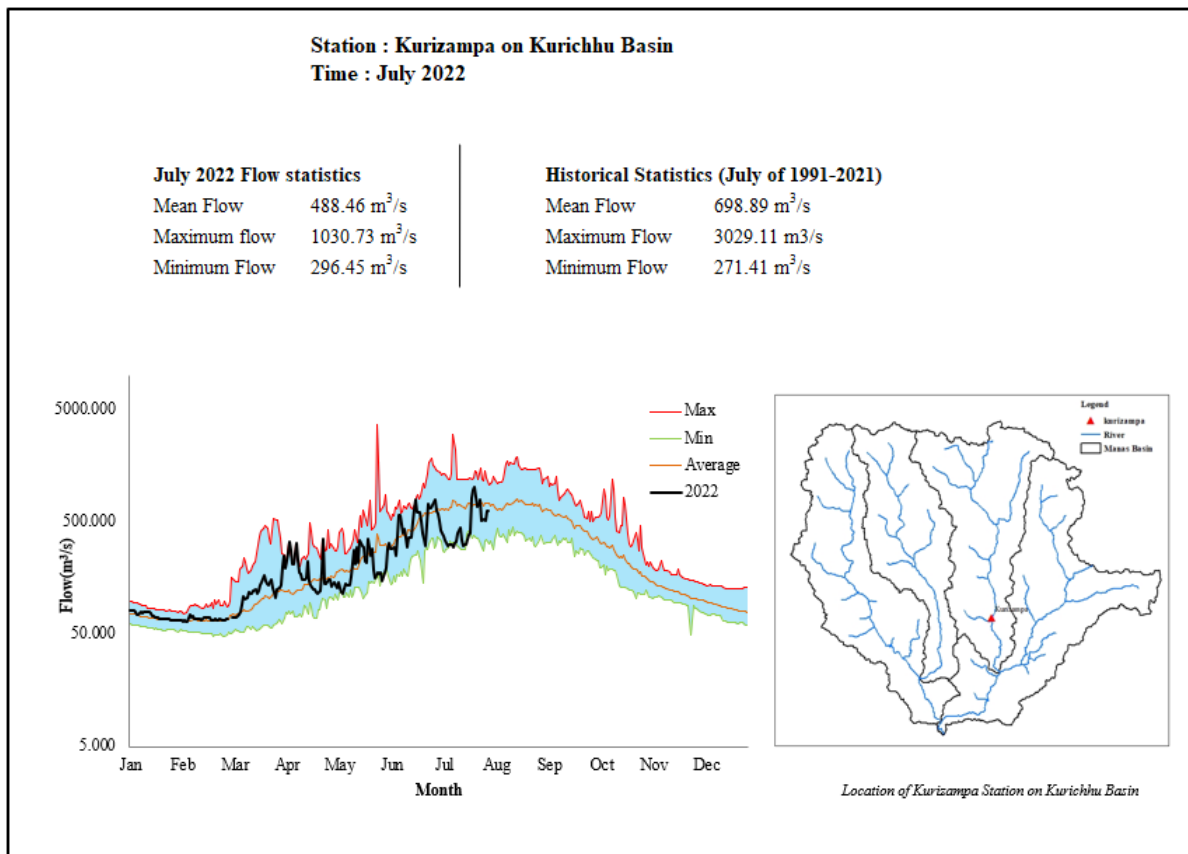 Station : Kurizampa on Kurichhu Basin
Time : July 2022
July 2022 Flow statistics
Mean Flow 488.46 m³/s
Maximum flow 1030.73 m³/s
Minimum Flow 296.45 m³/s
Historical Statistics (July of 1991-2021)
Mean Flow 698.89 m³/s
Maximum Flow 3029.11 m3/s
Minimum Flow 271.41 m³/s
5000.000
500.000
50.000
5.000
Flow(m³/s)
Jan Feb Mar Apr May Jun Jul Aug Sep Oct Nov Dec
Month
Max
Min
Average
2022
Legend
kurizampa
River
Manas Basin
Kurizampa
Location of Kurizampa Station on Kurichhu Basin